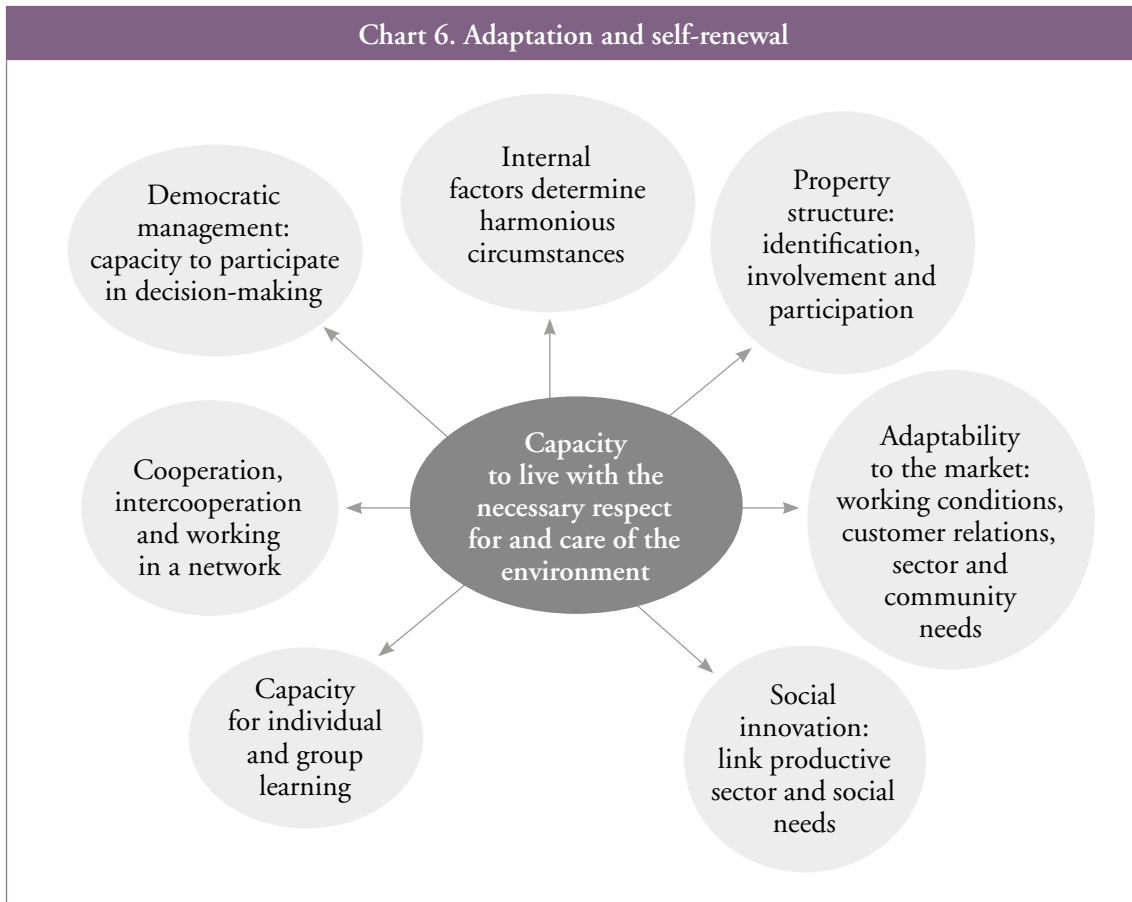 Chart 6. Adaptation and self-renewal
Internal
factors determine
harmonious
circumstances
Property
structure:
identification,
involvement and
participation
Adaptability
to the market:
working conditions,
customer relations,
sector and
community
needs
Social
innovation:
link productive
sector and social
needs
Capacity
for individual
and group
learning
Cooperation,
intercooperation
and working
in a network
Democratic
management:
capacity to participate
in decision-making
Capacity
to live with the
necessary respect
for and care of the
environment